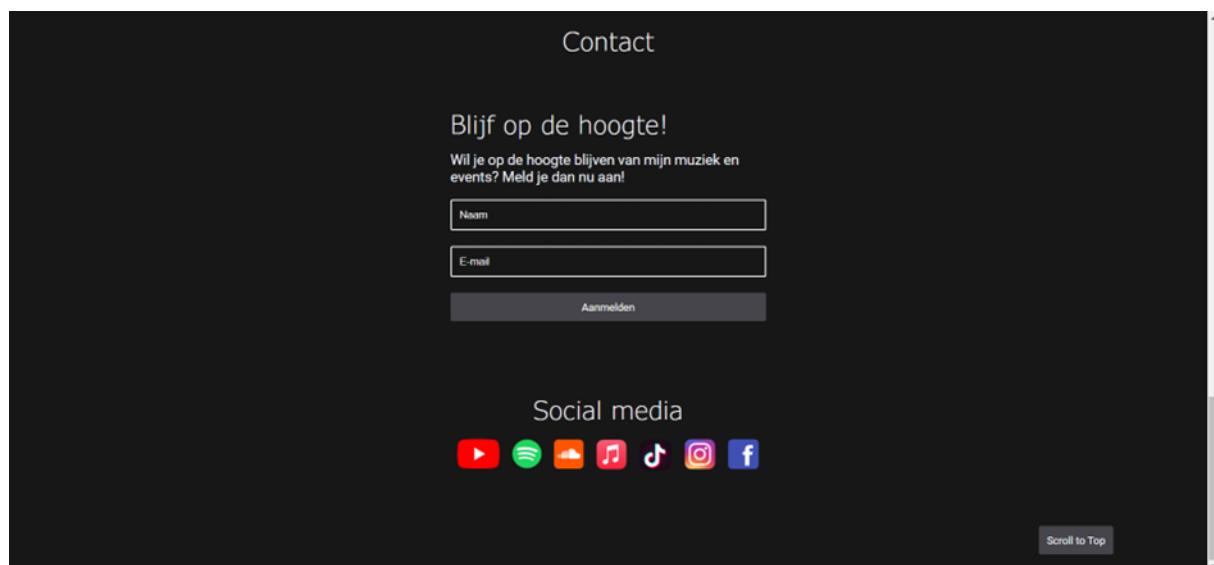 Contact
Blijf op de hoogte!
Wil je op de hoogte blijven van mijn muziek en
events? Meld je dan nu aan!
Naam
E-mail
Aanmelden
Social media
Scroll to Top